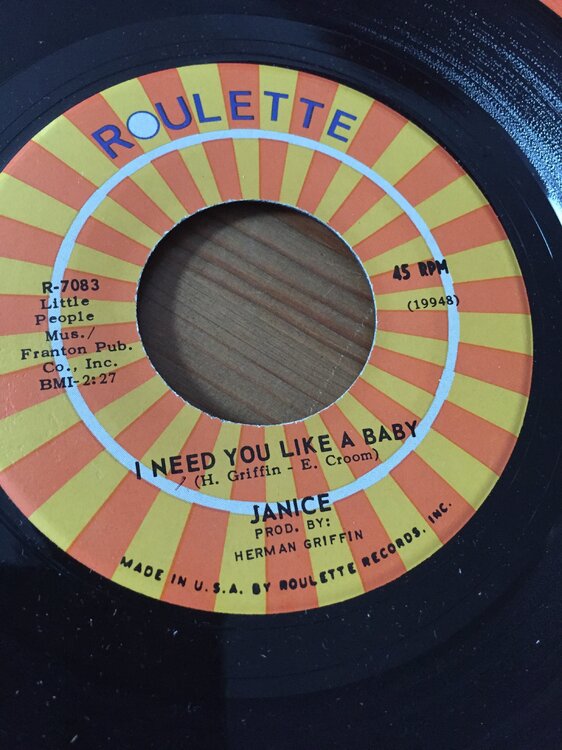 ROULETTE
R-7083
Little
People
Mus./
Franton Pub.
Co., Inc.
BMI-2:27
45 RPM
(19948)
I NEED YOU LIKE A BABY
(H. Griffin - E. Croom)
JANICE
PROD. BY:
HERMAN GRIFFIN
MADE IN U.S.A. BY ROULETTE RECORDS, INC.